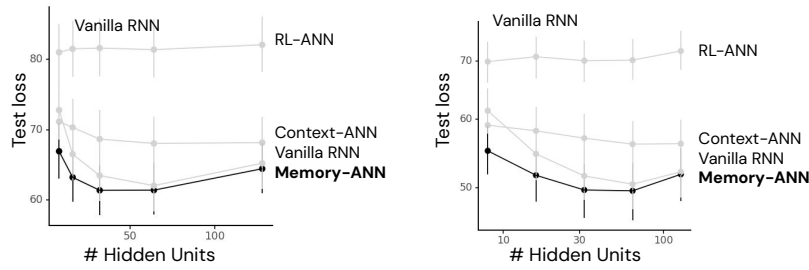 Vanilla RNN
RL-ANN
80
70
60
Test loss
Context-ANN
Vanilla RNN
Memory-ANN
50
100
# Hidden Units
Vanilla RNN
RL-ANN
70
60
50
Test loss
Context-ANN
Vanilla RNN
Memory-ANN
10
30
100
# Hidden Units